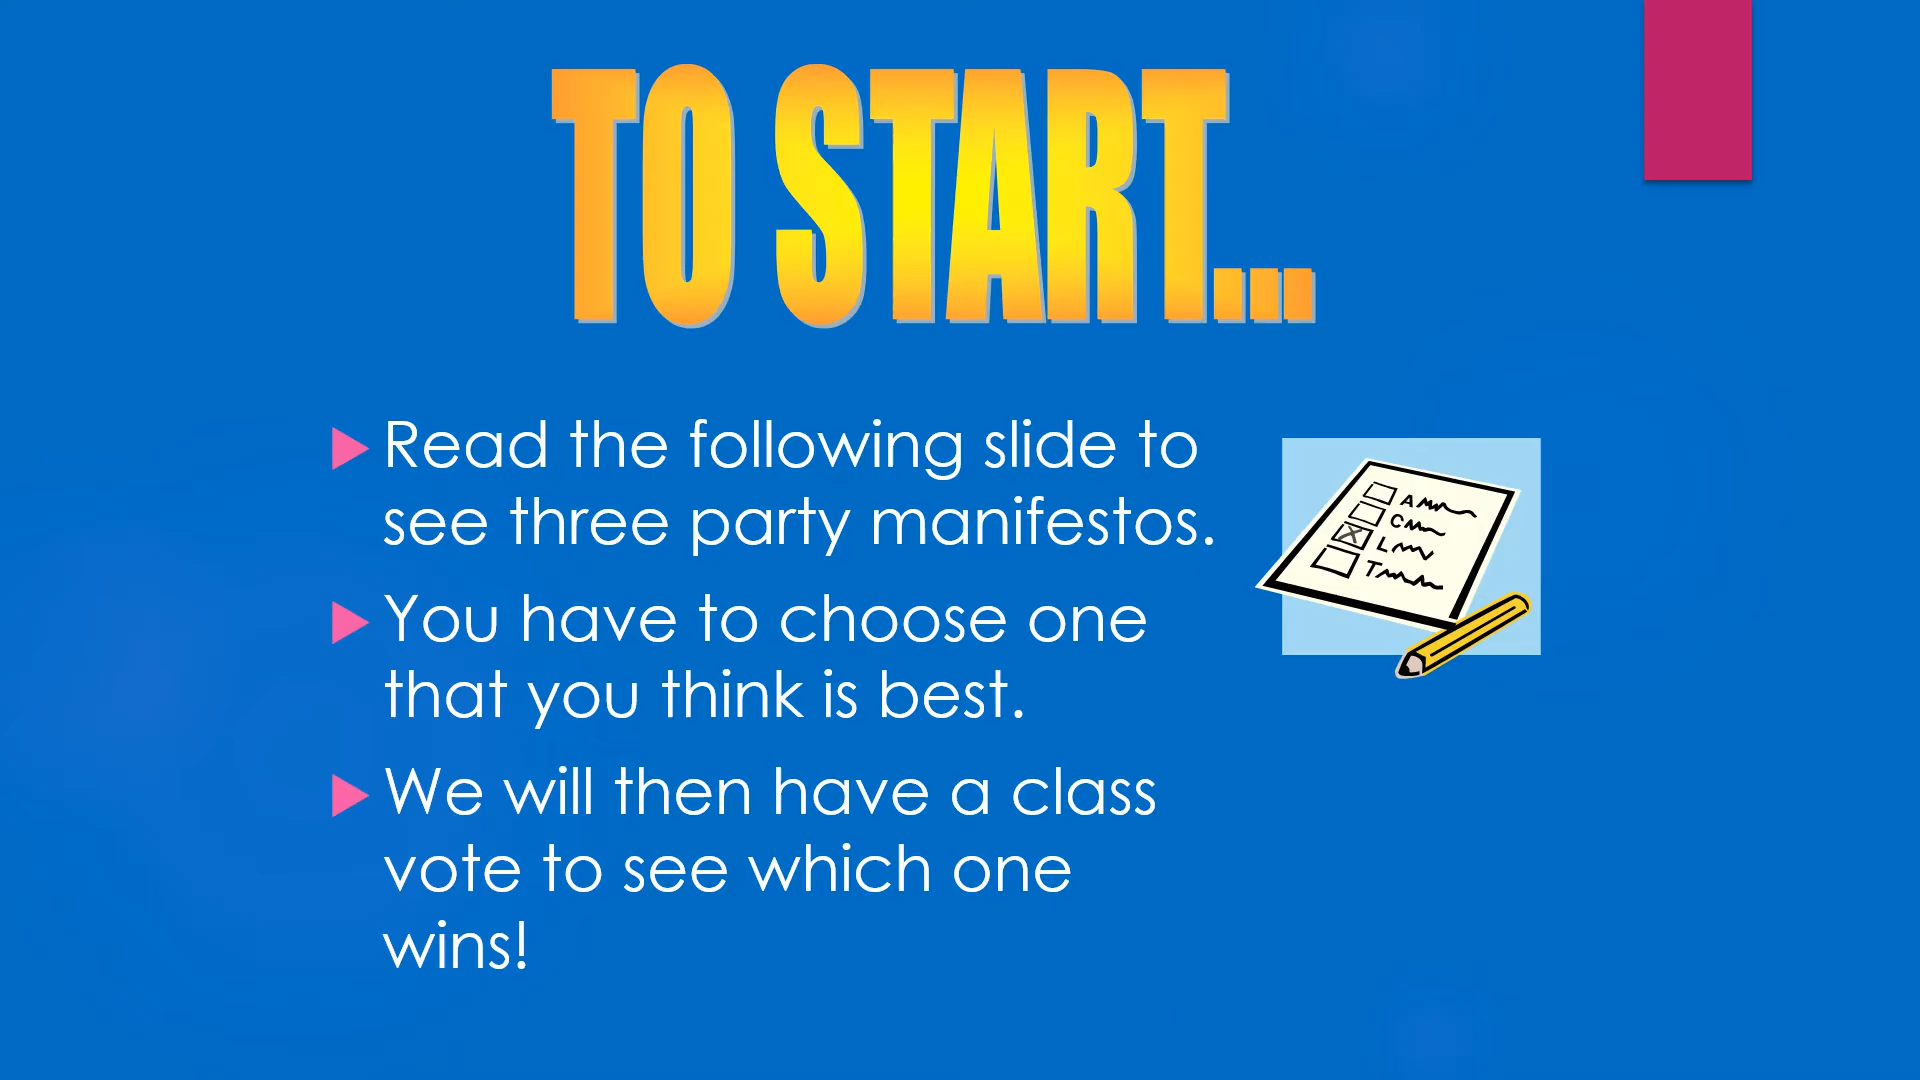 TO START...
Read the following slide to
see three party manifestos.
You have to choose one
that you think is best.
We will then have a class
vote to see which one
wins!
A
C
L
T